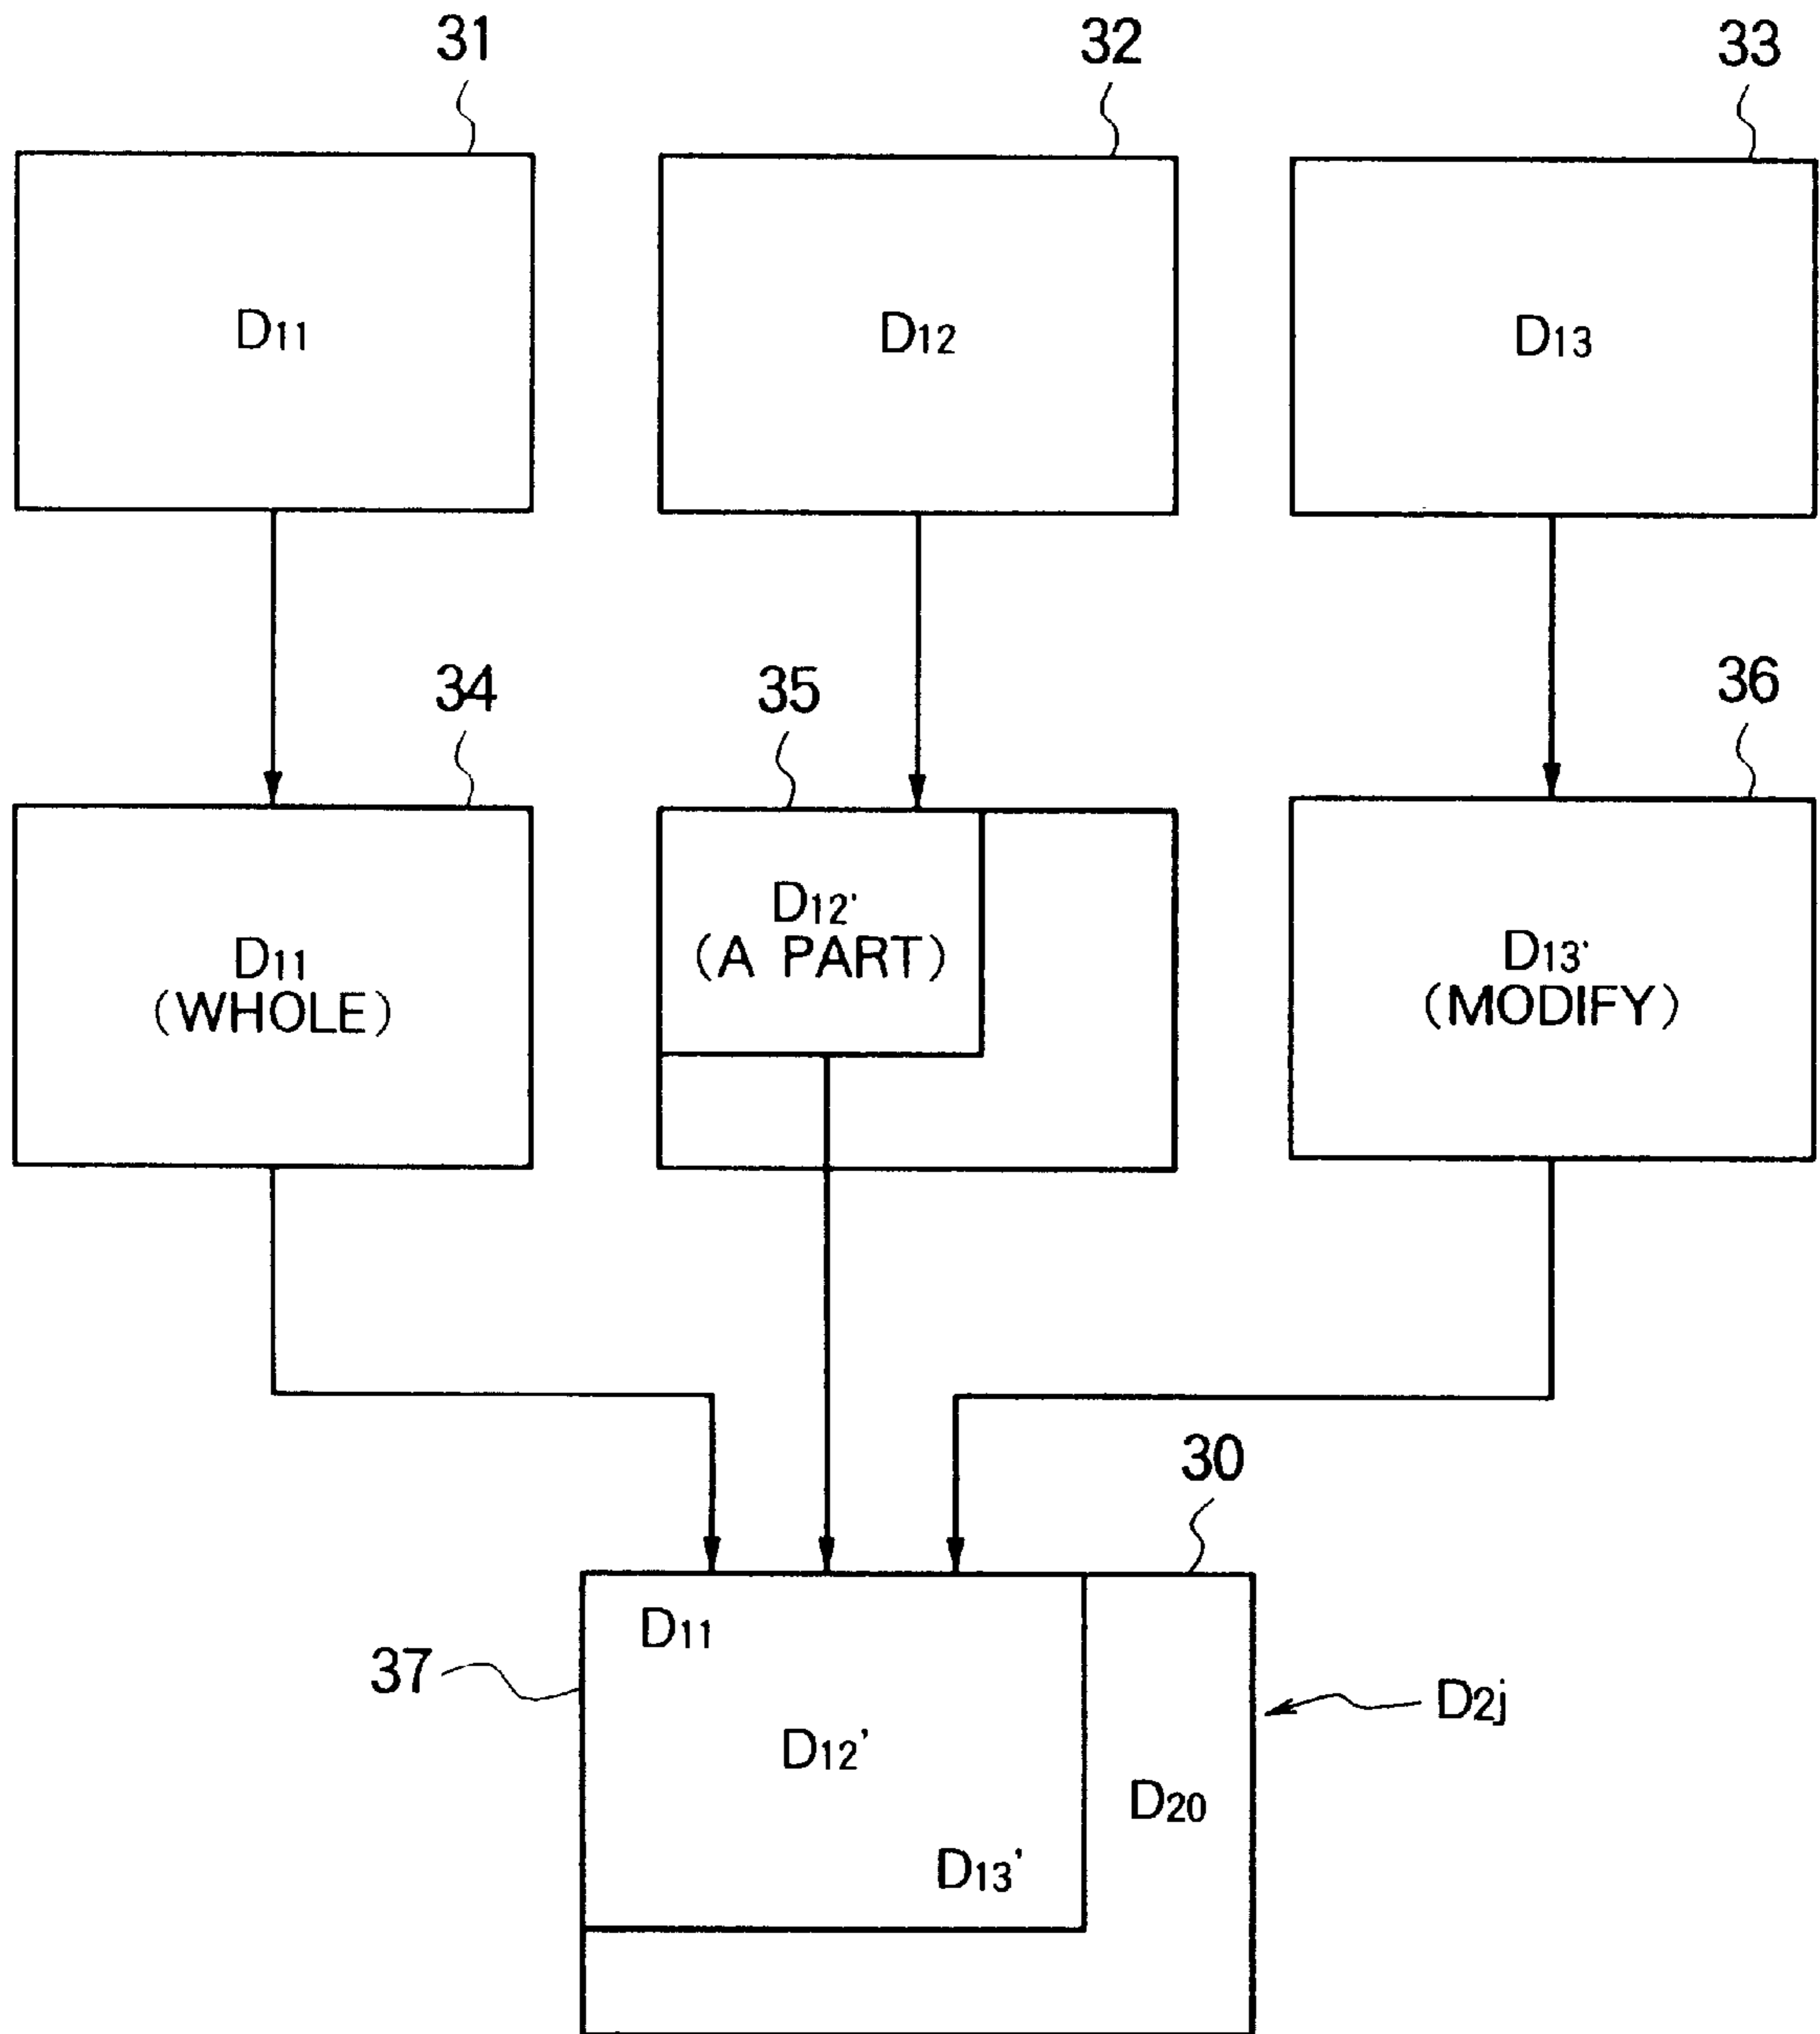 31 32 33
D11 D12 D13
34 35 36
D11
(WHOLE)
D12'
(A PART)
D13'
(MODIFY)
30
D11
37
D2j
D12'
D20
D13'